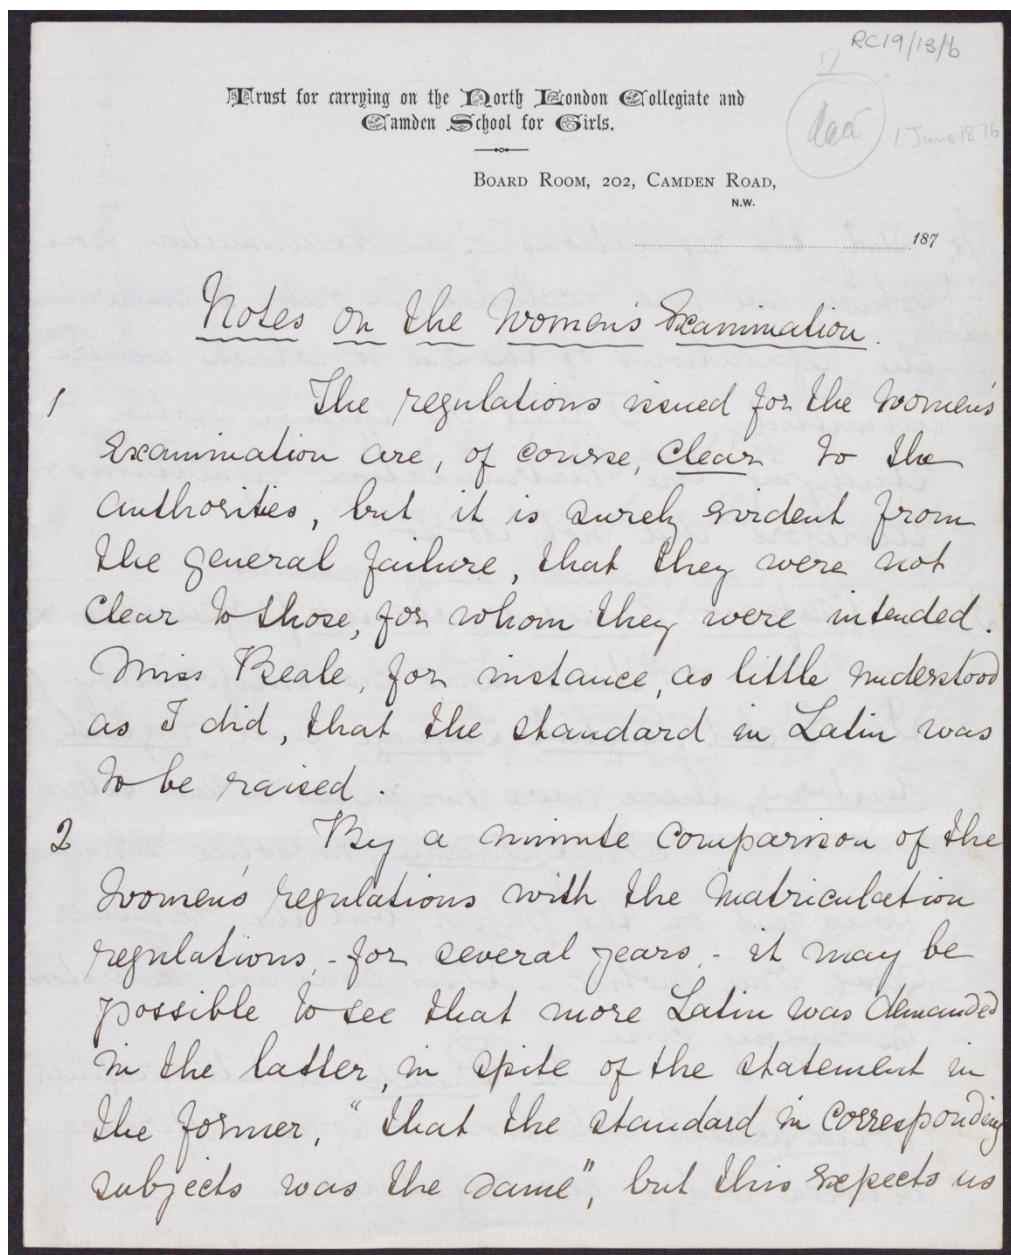 RC19/13/b
Trust for carrying on the North London Collegiate and
Camden School for Girls.
Board Room, 202, Camden Road,
N.W.
1 June 1876
187
Notes on the Women's Examination.
1 The regulations issued for the Women's
Examination are, of course, clear to the
authorities, but it is surely evident from
the general failure, that they were not
clear to those, for whom they were intended.
Miss Beale, for instance, as little understood
as I did, that the standard in Latin was
to be raised.
2 By a minute comparison of the
Women's regulations with the Matriculation
regulations, - for several years, - it may be
possible to see that more Latin was demanded
in the latter, in spite of the statement in
the former, "that the standard in corresponding
subjects was the same", but this expects us